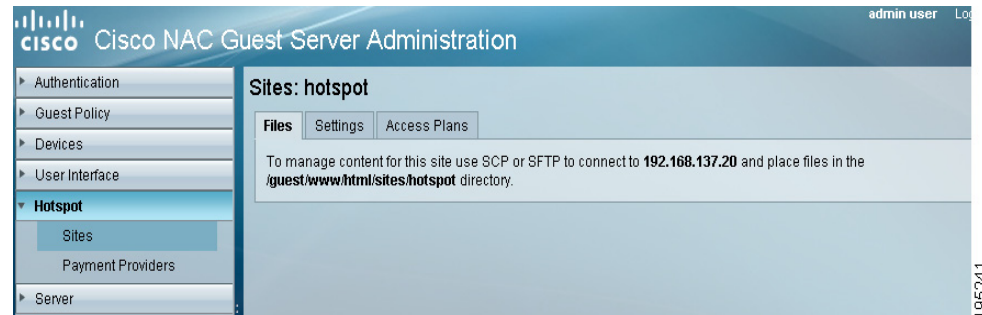 admin user
CISCO Cisco NAC Guest Server Administration
Authentication
Guest Policy
Devices
User Interface
Hotspot
Sites
Payment Providers
Server
Sites: hotspot
Files Settings Access Plans
To manage content for this site use SCP or SFTP to connect to 192.168.137.20 and place files in the
/guest/www/html/sites/hotspot directory.
195241